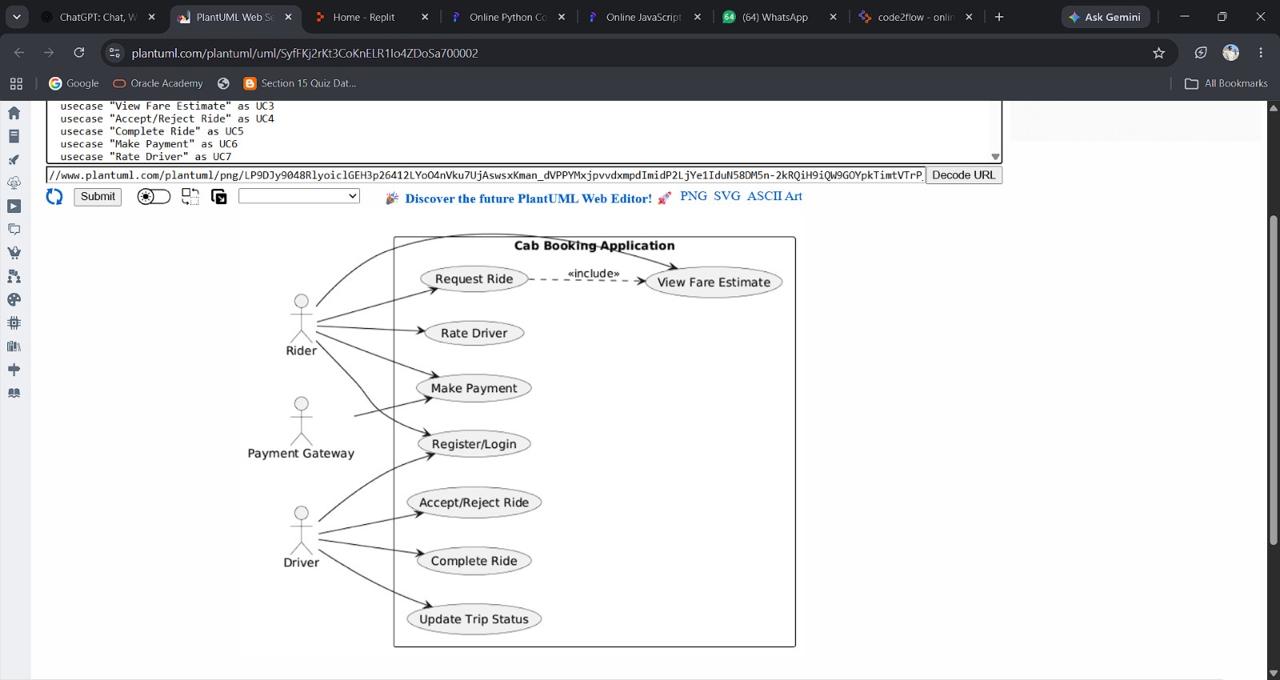 ChatGPT: Chat, W
PlantUML Web Se
Home - Replit
Online Python Co
Online JavaScript
64
(64) WhatsApp
code2flow - onlin
Ask Gemini
plantuml.com/plantuml/uml/SyfFKj2rKt3CoKnELR1Io4ZDoSa700002
Google
Oracle Academy
Section 15 Quiz Dat...
All Bookmarks
usecase "View Fare Estimate" as UC3
usecase "Accept/Reject Ride" as UC4
usecase "Complete Ride" as UC5
usecase "Make Payment" as UC6
usecase "Rate Driver" as UC7
Decode URL
Submit
Discover the future PlantUML Web Editor!
PNG SVG ASCII Art
Cab Booking Application
Request Ride
«include»
View Fare Estimate
Rate Driver
Rider
Make Payment
Register/Login
Payment Gateway
Accept/Reject Ride
Complete Ride
Driver
Update Trip Status